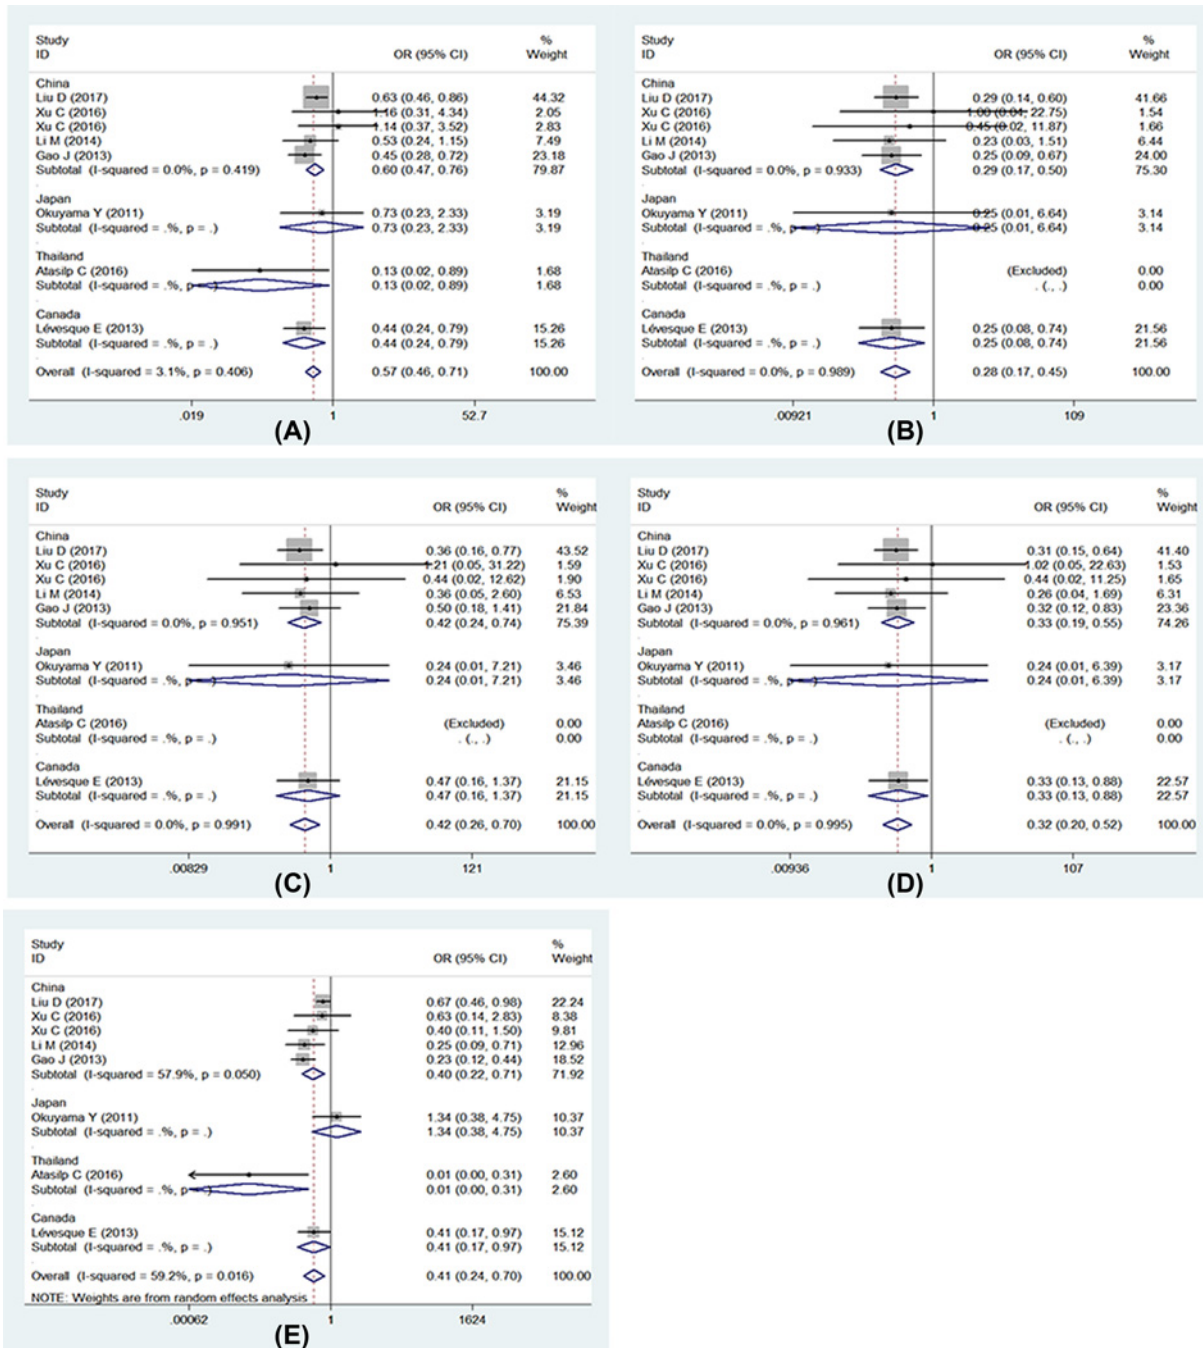 Study %
ID OR (95% CI) Weight
China
Liu D (2017) 0.63 (0.46, 0.86) 44.32
Xu C (2016) 1.16 (0.31, 4.34) 2.05
Xu C (2016) 1.14 (0.37, 3.52) 2.83
Li M (2014) 0.53 (0.24, 1.15) 7.49
Gao J (2013) 0.45 (0.28, 0.72) 23.18
Subtotal (I-squared = 0.0%, p = 0.419) 0.60 (0.47, 0.76) 79.87
Japan
Okuyama Y (2011) 0.73 (0.23, 2.33) 3.19
Subtotal (I-squared = .%, p = .) 0.73 (0.23, 2.33) 3.19
Thailand
Atasilp C (2016) 0.13 (0.02, 0.89) 1.68
Subtotal (I-squared = .%, p = .) 0.13 (0.02, 0.89) 1.68
Canada
Lévesque E (2013) 0.44 (0.24, 0.79) 15.26
Subtotal (I-squared = .%, p = .) 0.44 (0.24, 0.79) 15.26
Overall (I-squared = 3.1%, p = 0.406) 0.57 (0.46, 0.71) 100.00
.019 1 52.7
(A)
Study %
ID OR (95% CI) Weight
China
Liu D (2017) 0.29 (0.14, 0.60) 41.66
Xu C (2016) 1.00 (0.04, 22.75) 1.54
Xu C (2016) 0.45 (0.02, 11.87) 1.66
Li M (2014) 0.23 (0.03, 1.51) 6.44
Gao J (2013) 0.25 (0.09, 0.67) 24.00
Subtotal (I-squared = 0.0%, p = 0.933) 0.29 (0.17, 0.50) 75.30
Japan
Okuyama Y (2011) 0.25 (0.01, 6.64) 3.14
Subtotal (I-squared = .%, p = .) 0.25 (0.01, 6.64) 3.14
Thailand
Atasilp C (2016) (Excluded) 0.00
Subtotal (I-squared = .%, p = .) . (., .) 0.00
Canada
Lévesque E (2013) 0.25 (0.08, 0.74) 21.56
Subtotal (I-squared = .%, p = .) 0.25 (0.08, 0.74) 21.56
Overall (I-squared = 0.0%, p = 0.989) 0.28 (0.17, 0.45) 100.00
.00921 1 109
(B)
Study %
ID OR (95% CI) Weight
China
Liu D (2017) 0.36 (0.16, 0.77) 43.52
Xu C (2016) 1.21 (0.05, 31.22) 1.59
Xu C (2016) 0.44 (0.02, 12.62) 1.90
Li M (2014) 0.36 (0.05, 2.60) 6.53
Gao J (2013) 0.50 (0.18, 1.41) 21.84
Subtotal (I-squared = 0.0%, p = 0.951) 0.42 (0.24, 0.74) 75.39
Japan
Okuyama Y (2011) 0.24 (0.01, 7.21) 3.46
Subtotal (I-squared = .%, p = .) 0.24 (0.01, 7.21) 3.46
Thailand
Atasilp C (2016) (Excluded) 0.00
Subtotal (I-squared = .%, p = .) . (., .) 0.00
Canada
Lévesque E (2013) 0.47 (0.16, 1.37) 21.15
Subtotal (I-squared = .%, p = .) 0.47 (0.16, 1.37) 21.15
Overall (I-squared = 0.0%, p = 0.991) 0.42 (0.26, 0.70) 100.00
.00829 1 121
(C)
Study %
ID OR (95% CI) Weight
China
Liu D (2017) 0.31 (0.15, 0.64) 41.40
Xu C (2016) 1.02 (0.05, 22.63) 1.53
Xu C (2016) 0.44 (0.02, 11.25) 1.65
Li M (2014) 0.26 (0.04, 1.69) 6.31
Gao J (2013) 0.32 (0.12, 0.83) 23.36
Subtotal (I-squared = 0.0%, p = 0.961) 0.33 (0.19, 0.55) 74.26
Japan
Okuyama Y (2011) 0.24 (0.01, 6.39) 3.17
Subtotal (I-squared = .%, p = .) 0.24 (0.01, 6.39) 3.17
Thailand
Atasilp C (2016) (Excluded) 0.00
Subtotal (I-squared = .%, p = .) . (., .) 0.00
Canada
Lévesque E (2013) 0.33 (0.13, 0.88) 22.57
Subtotal (I-squared = .%, p = .) 0.33 (0.13, 0.88) 22.57
Overall (I-squared = 0.0%, p = 0.995) 0.32 (0.20, 0.52) 100.00
.00936 1 107
(D)
Study %
ID OR (95% CI) Weight
China
Liu D (2017) 0.67 (0.46, 0.98) 22.24
Xu C (2016) 0.63 (0.14, 2.83) 8.38
Xu C (2016) 0.40 (0.11, 1.50) 9.81
Li M (2014) 0.25 (0.09, 0.71) 12.96
Gao J (2013) 0.23 (0.12, 0.44) 18.52
Subtotal (I-squared = 57.9%, p = 0.050) 0.40 (0.22, 0.71) 71.92
Japan
Okuyama Y (2011) 1.34 (0.38, 4.75) 10.37
Subtotal (I-squared = .%, p = .) 1.34 (0.38, 4.75) 10.37
Thailand
Atasilp C (2016) 0.01 (0.00, 0.31) 2.60
Subtotal (I-squared = .%, p = .) 0.01 (0.00, 0.31) 2.60
Canada
Lévesque E (2013) 0.41 (0.17, 0.97) 15.12
Subtotal (I-squared = .%, p = .) 0.41 (0.17, 0.97) 15.12
Overall (I-squared = 59.2%, p = 0.016) 0.41 (0.24, 0.70) 100.00
NOTE: Weights are from random effects analysis
.00062 1 1624
(E)